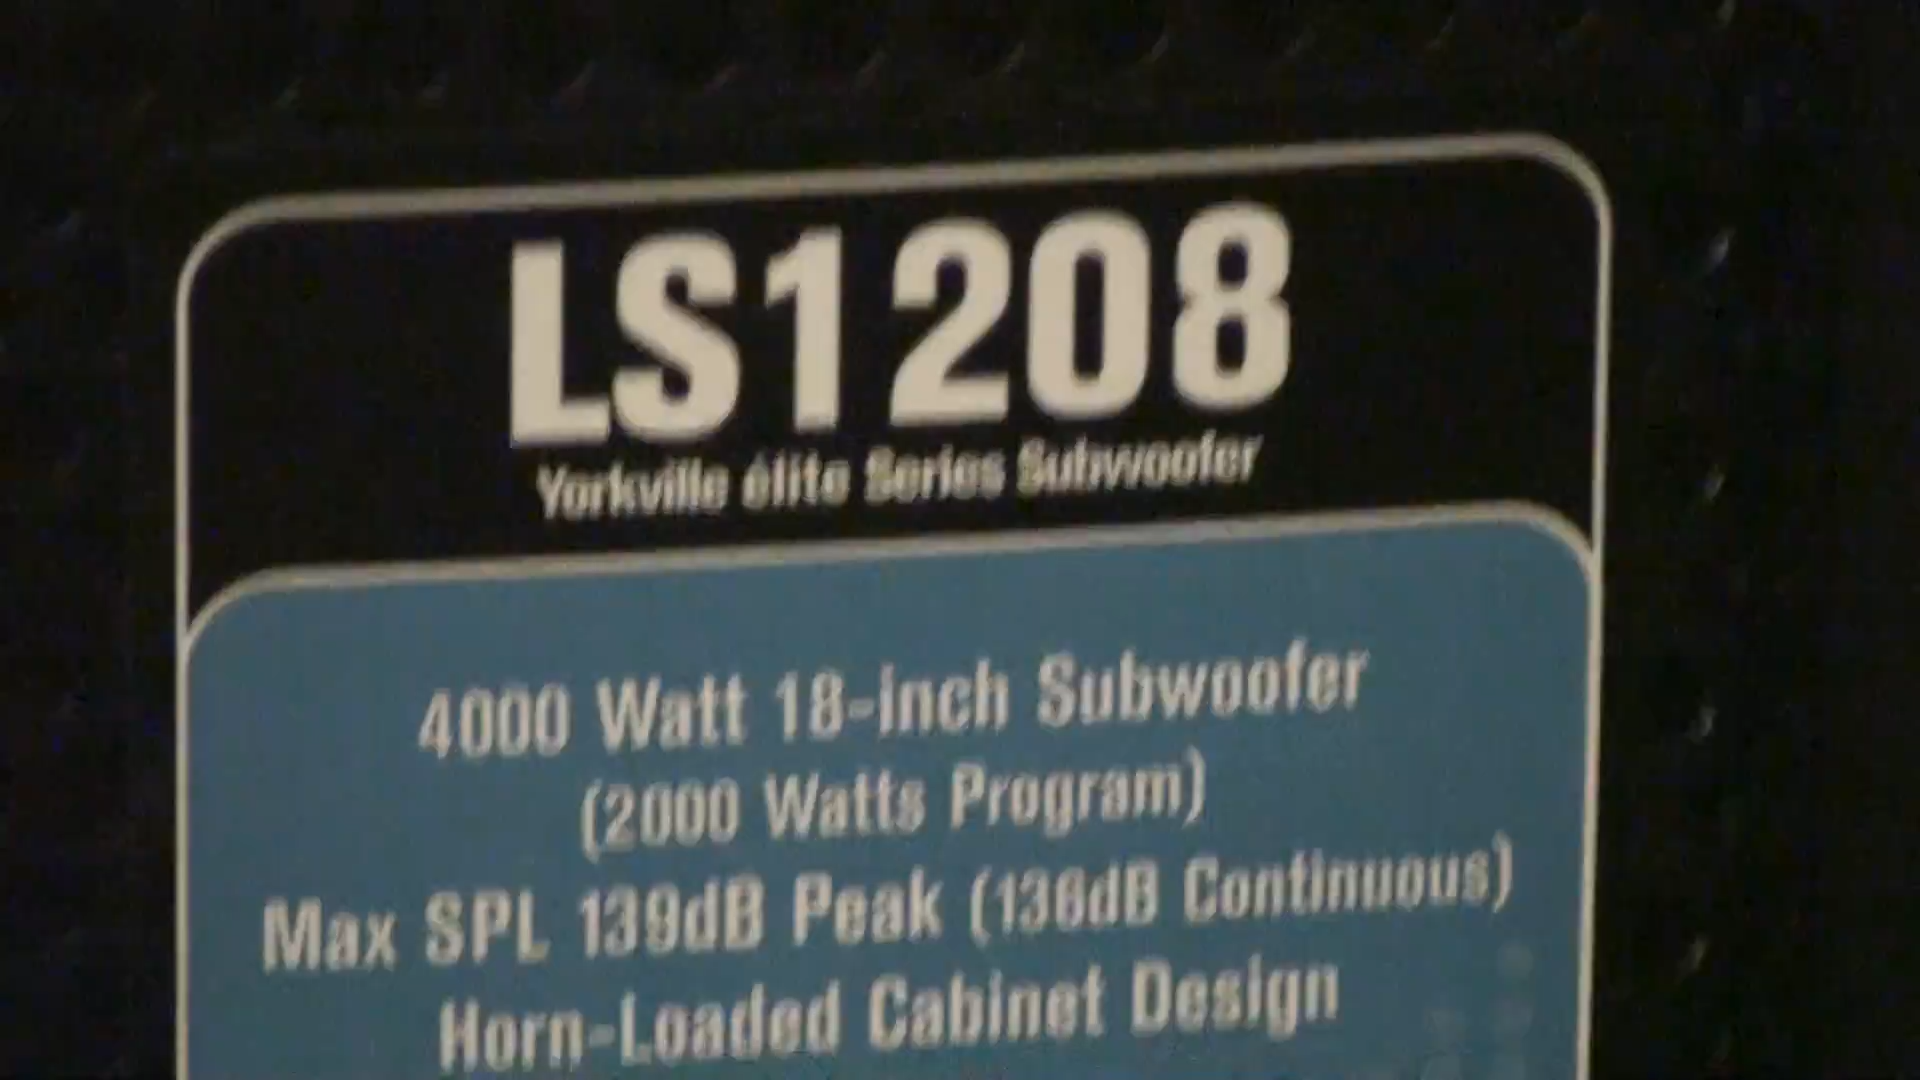 LS1208
Yorkville élite Series Subwoofer
4000 Watt 18-inch Subwoofer
(2000 Watts Program)
Max SPL 139dB Peak (136dB Continuous)
Horn-Loaded Cabinet Design